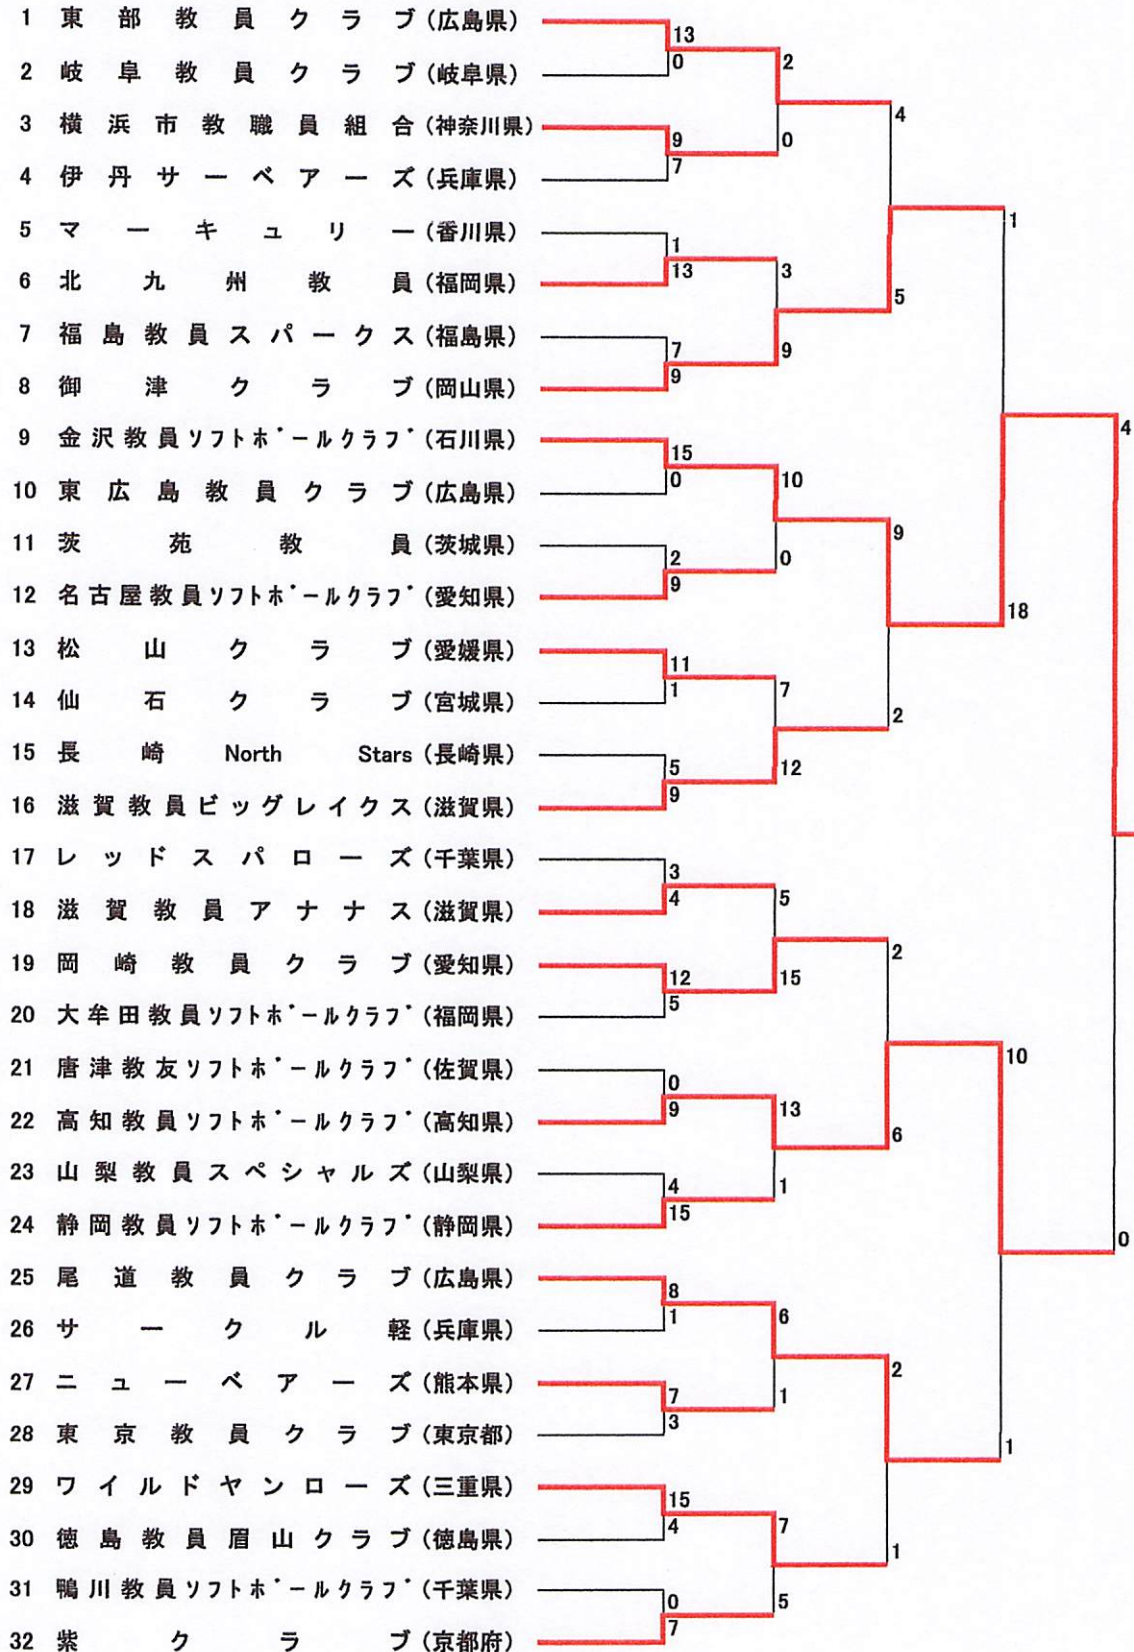 1 東部教員クラブ(広島県)
13
0
2
2 岐阜教員クラブ(岐阜県)
4
3 横浜市教職員組合(神奈川県)
9
7
0
4 伊丹サーベアーズ(兵庫県)
1
5 マーキュリー(香川県)
1
13
3
6 北九州教員(福岡県)
5
7 福島教員スパークス(福島県)
7
9
9
8 御津クラブ(岡山県)
4
9 金沢教員ソフトボールクラブ(石川県)
15
0
10
10 東広島教員クラブ(広島県)
9
11 茨苑教員(茨城県)
2
9
0
12 名古屋教員ソフトボールクラブ(愛知県)
18
13 松山クラブ(愛媛県)
11
1
7
14 仙石クラブ(宮城県)
2
15 長崎 North Stars(長崎県)
5
9
12
16 滋賀教員ビッグレイクス(滋賀県)
17 レッドスパローズ(千葉県)
3
4
5
18 滋賀教員アナナス(滋賀県)
2
19 岡崎教員クラブ(愛知県)
12
5
15
20 大牟田教員ソフトボールクラブ(福岡県)
10
21 唐津教友ソフトボールクラブ(佐賀県)
0
9
13
22 高知教員ソフトボールクラブ(高知県)
6
23 山梨教員スペシャルズ(山梨県)
4
15
1
24 静岡教員ソフトボールクラブ(静岡県)
0
25 尾道教員クラブ(広島県)
8
1
6
26 サークル軽(兵庫県)
2
27 ニューベアーズ(熊本県)
7
3
1
28 東京教員クラブ(東京都)
1
29 ワイルドヤンローズ(三重県)
15
4
7
30 徳島教員眉山クラブ(徳島県)
1
31 鴨川教員ソフトボールクラブ(千葉県)
0
7
5
32 紫クラブ(京都府)